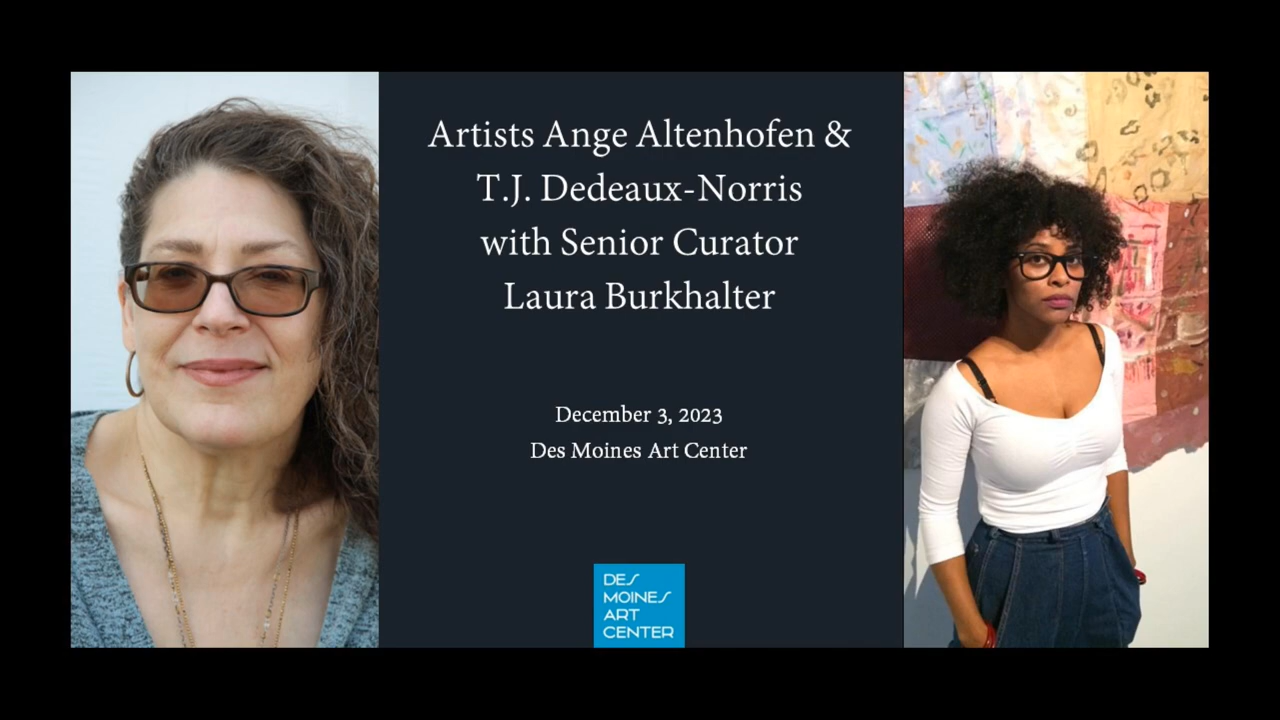 Artists Ange Altenhofen &
T.J. Dedeaux-Norris
with Senior Curator
Laura Burkhalter
December 3, 2023
Des Moines Art Center
DES
MOINES
ART
CENTER